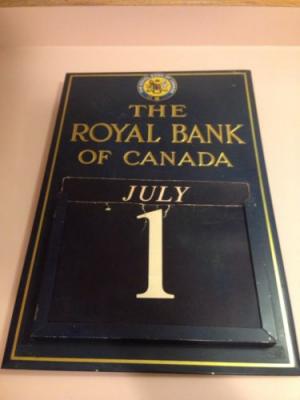 THE
ROYAL BANK
OF CANADA
JULY
1